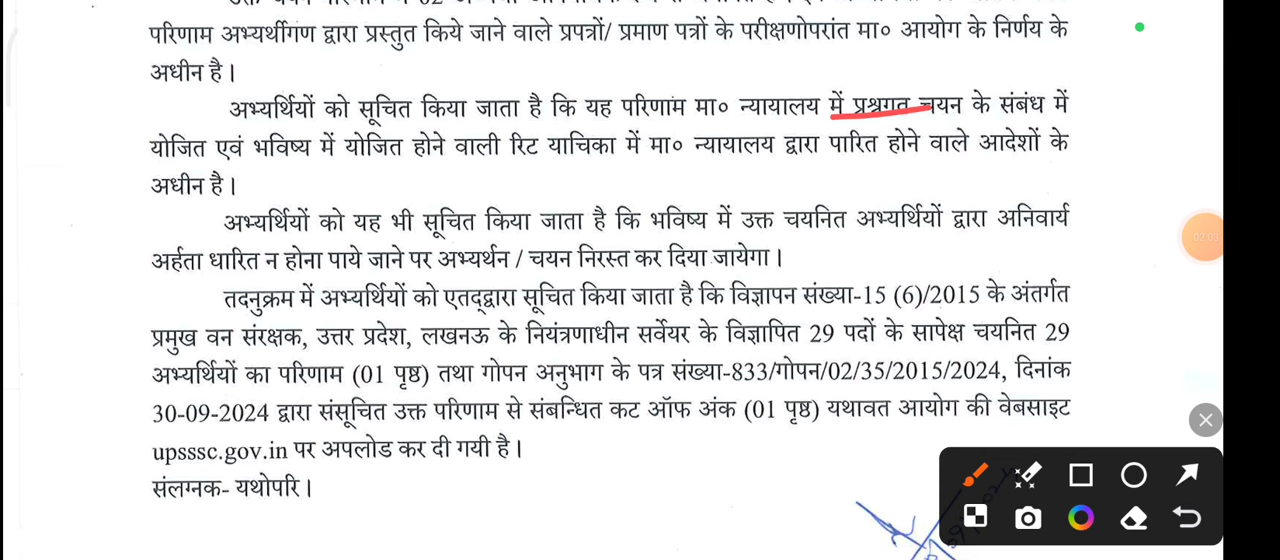 परिणाम अभ्यर्थीगण द्वारा प्रस्तुत किये जाने वाले प्रपत्रों/ प्रमाण पत्रों के परीक्षणोपरांत मा० आयोग के निर्णय के
अधीन है।
अभ्यर्थियों को सूचित किया जाता है कि यह परिणाम मा० न्यायालय में प्रश्नगत चयन के संबंध में
योजित एवं भविष्य में योजित होने वाली रिट याचिका में मा० न्यायालय द्वारा पारित होने वाले आदेशों के
अधीन है।
अभ्यर्थियों को यह भी सूचित किया जाता है कि भविष्य में उक्त चयनित अभ्यर्थियों द्वारा अनिवार्य
अर्हता धारित न होना पाये जाने पर अभ्यर्थन / चयन निरस्त कर दिया जायेगा।
तदनुक्रम में अभ्यर्थियों को एतद्द्वारा सूचित किया जाता है कि विज्ञापन संख्या-15 (6)/2015 के अंतर्गत
प्रमुख वन संरक्षक, उत्तर प्रदेश, लखनऊ के नियंत्रणाधीन सर्वेयर के विज्ञापित 29 पदों के सापेक्ष चयनित 29
अभ्यर्थियों का परिणाम (01 पृष्ठ) तथा गोपन अनुभाग के पत्र संख्या-833/गोपन/02/35/2015/2024, दिनांक
30-09-2024 द्वारा संसूचित उक्त परिणाम से संबन्धित कट ऑफ अंक (01 पृष्ठ) यथावत आयोग की वेबसाइट
upsssc.gov.in पर अपलोड कर दी गयी है।
संलग्नक- यथोपरि।
02:03